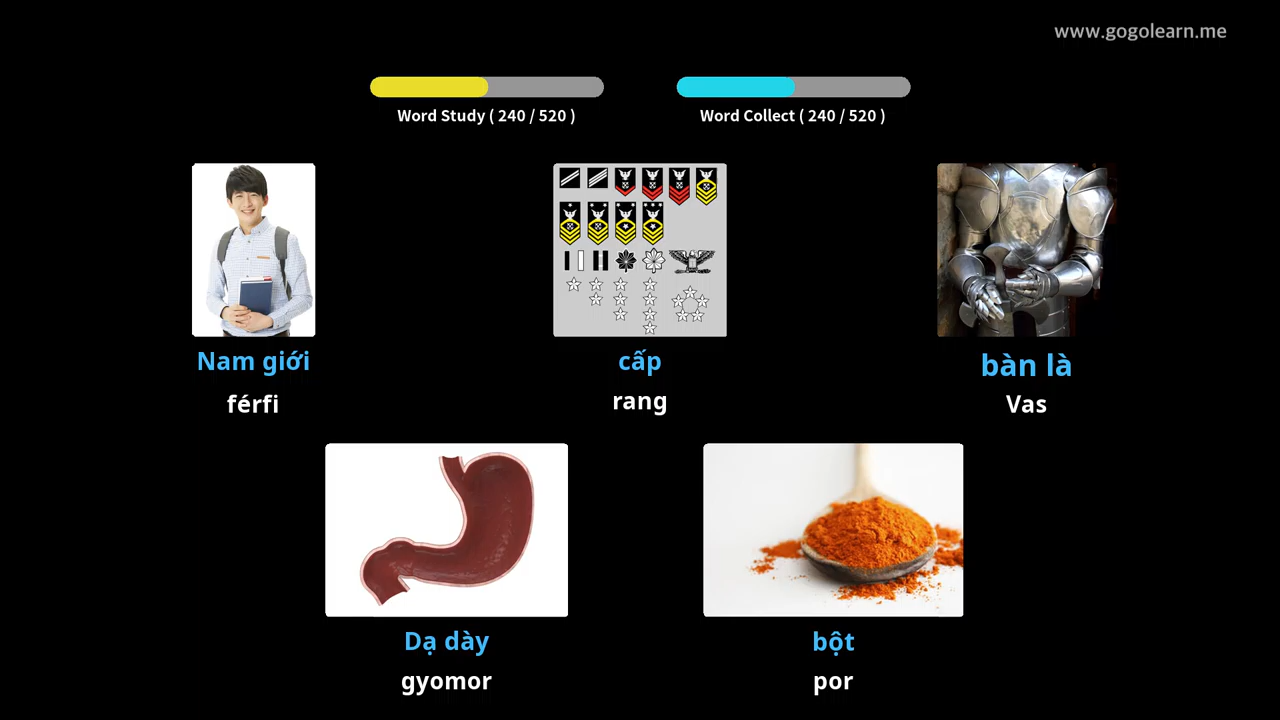 www.gogolearn.me
Word Study ( 240 / 520 )
Word Collect ( 240 / 520 )
Nam giới
férfi
cấp
rang
bàn là
Vas
Dạ dày
gyomor
bột
por